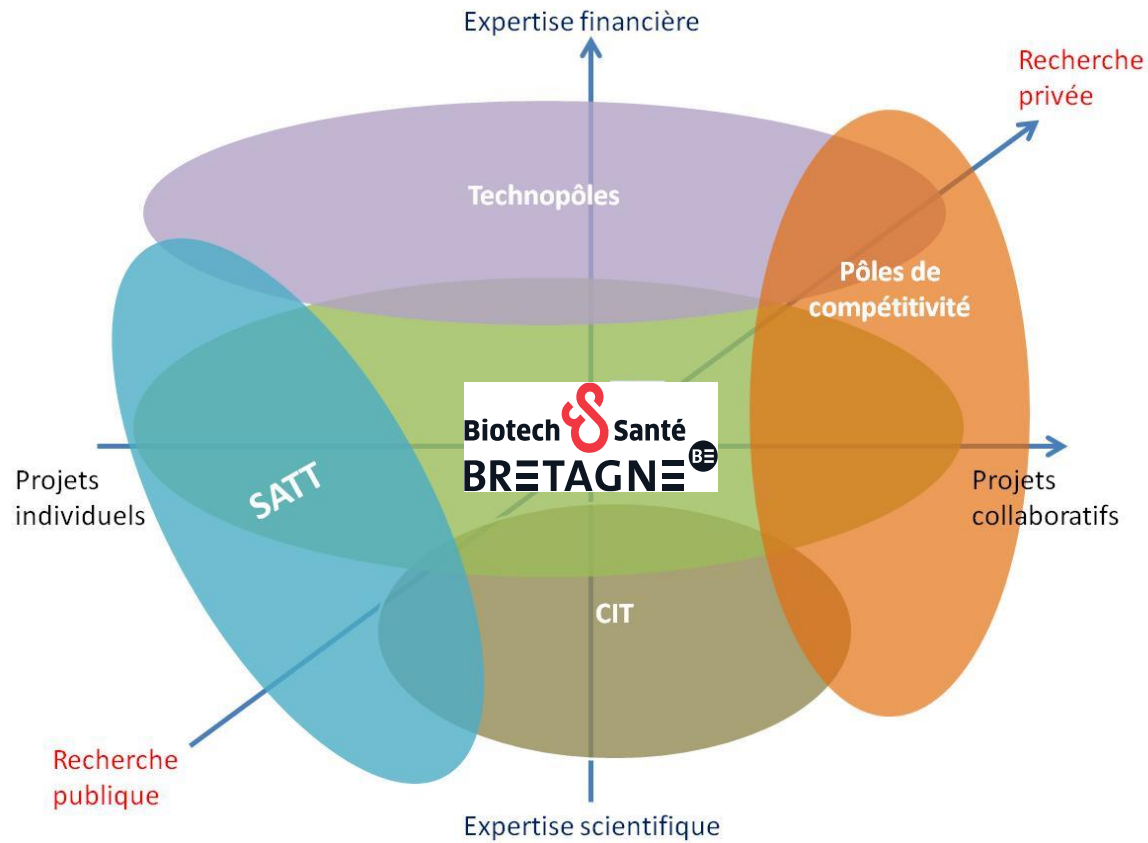 Expertise financière
Recherche
privée
Technopôles
Pôles de
compétitivité
Biotech Santé
BRETAGNE BE
Projets
individuels
SATT
Projets
collaboratifs
CIT
Recherche
publique
Expertise scientifique